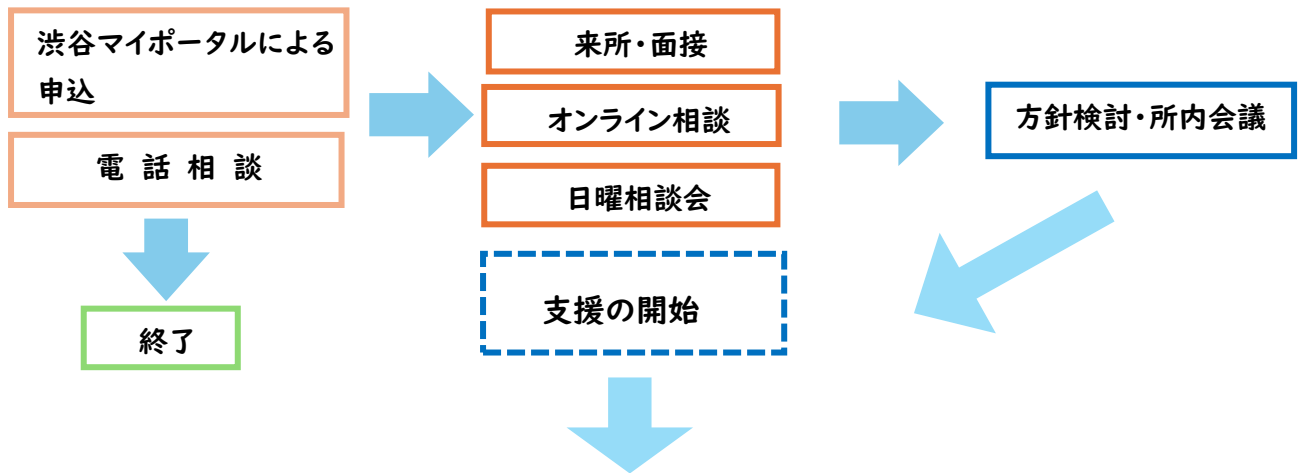 渋谷マイポータルによる
申込
電 話 相 談
終了
来所・面接
オンライン相談
日曜相談会
方針検討・所内会議
支援の開始